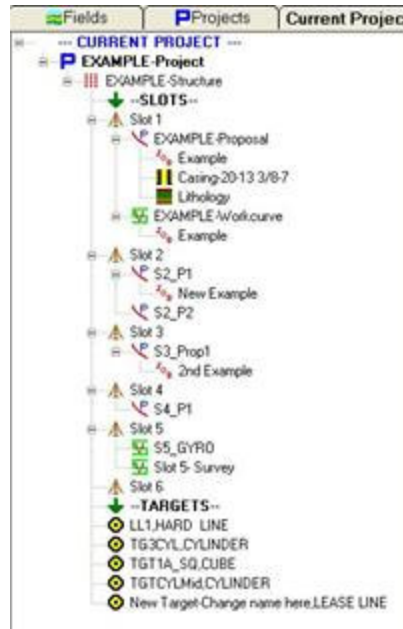 Fields
PProjects
Current Projec
--- CURRENT PROJECT ---
P EXAMPLE-Project
EXAMPLE-Structure
--SLOTS--
Slot 1
EXAMPLE-Proposal
Example
Casing-20-13 3/8-7
Lithology
EXAMPLE-Workcurve
Example
Slot 2
S2_P1
New Example
S2_P2
Slot 3
S3_Prop1
2nd Example
Slot 4
S4_P1
Slot 5
S5_GYRO
Slot 5- Survey
Slot 6
--TARGETS--
LL1,HARD LINE
TG3CYL,CYLINDER
TGT1A_SQ,CUBE
TGTCYLMid,CYLINDER
New Target-Change name here,LEASE LINE